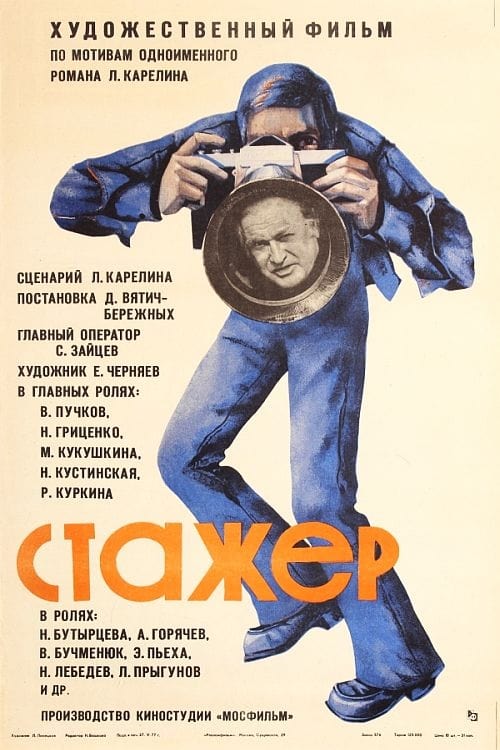 ХУДОЖЕСТВЕННЫЙ ФИЛЬМ
ПО МОТИВАМ ОДНОИМЕННОГО
РОМАНА Л. КАРЕЛИНА
СЦЕНАРИЙ Л. КАРЕЛИНА
ПОСТАНОВКА Д. ВЯТИЧ-
БЕРЕЖНЫХ
ГЛАВНЫЙ ОПЕРАТОР
С. ЗАЙЦЕВ
ХУДОЖНИК Е. ЧЕРНЯЕВ
В ГЛАВНЫХ РОЛЯХ:
В. ПУЧКОВ,
Н. ГРИЦЕНКО,
М. КУКУШКИНА,
Н. КУСТИНСКАЯ,
Р. КУРКИНА
СТАЖЕР
В РОЛЯХ:
Н. БУТЫРЦЕВА, А. ГОРЯЧЕВ,
В. БУЧМЕНЮК, Э. ПЬЕХА,
Н. ЛЕБЕДЕВ, Л. ПРЫГУНОВ
И ДР.
ПРОИЗВОДСТВО КИНОСТУДИИ "МОСФИЛЬМ"